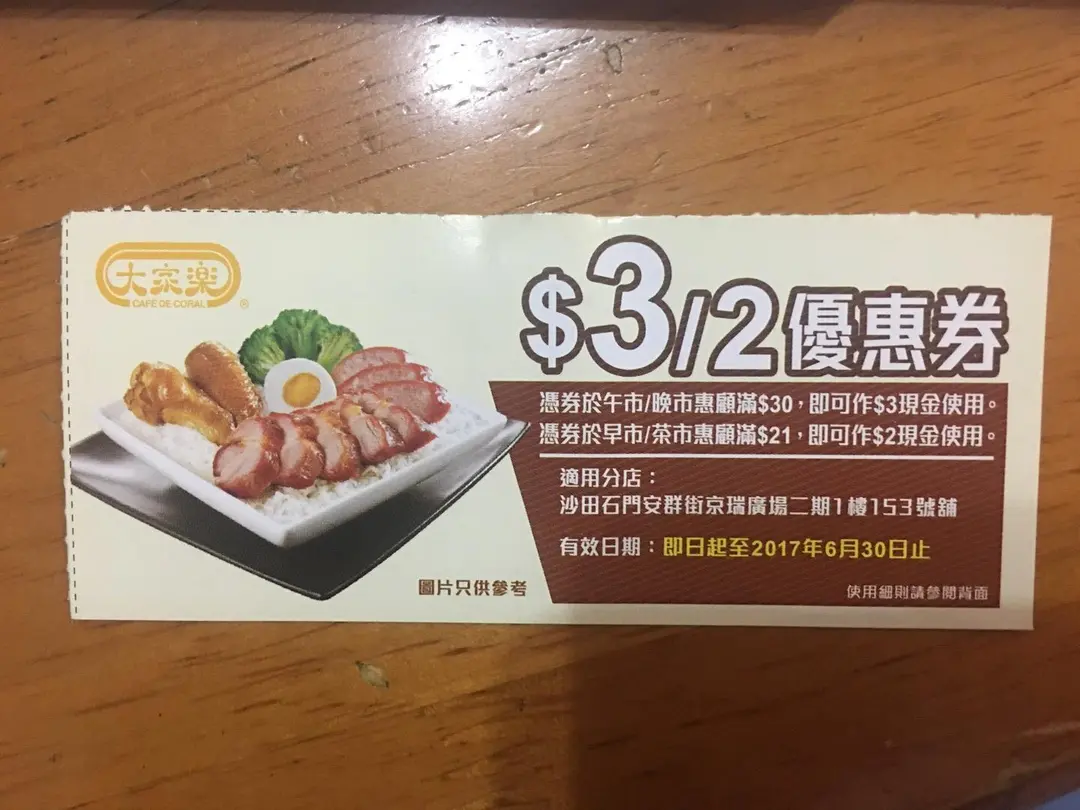 大家樂
CAFÉ DE CORAL
®
$3/2優惠券
憑券於午市/晚市惠顧滿$30，即可作$3現金使用。
憑券於早市/茶市惠顧滿$21，即可作$2現金使用。
適用分店：
沙田石門安群街京瑞廣場二期1樓153號舖
有效日期：即日起至2017年6月30日止
圖片只供參考
使用細則請參閱背面